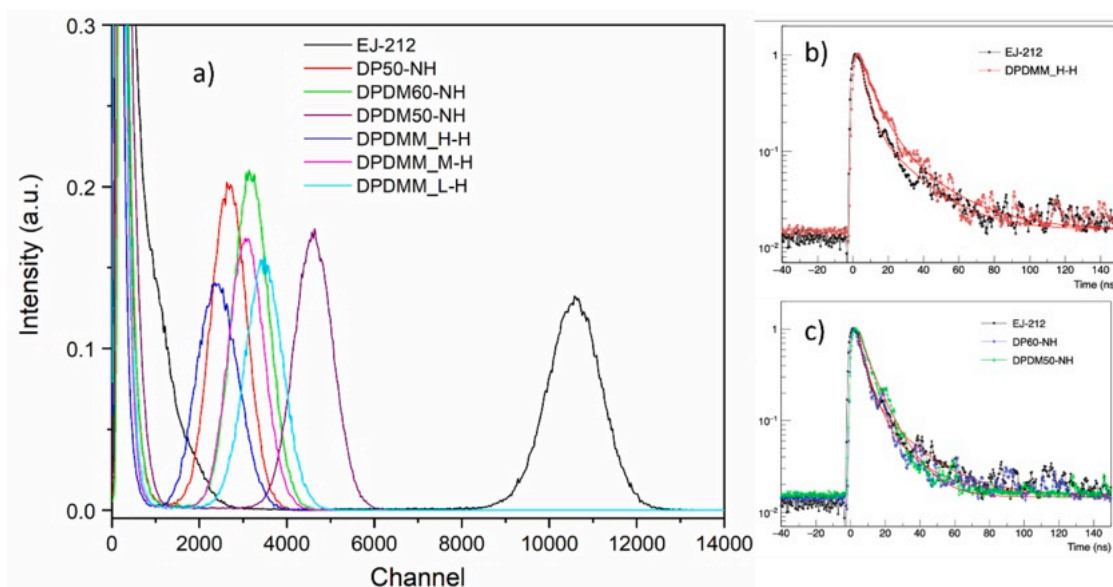 a)
EJ-212
DP50-NH
DPDM60-NH
DPDM50-NH
DPDMM_H-H
DPDMM_M-H
DPDMM_L-H
Intensity (a.u.)
0.3
0.2
0.1
0.0
0 2000 4000 6000 8000 10000 12000 14000
Channel
b)
EJ-212
DPDMM_H-H
1
10⁻¹
10⁻²
−40 −20 0 20 40 60 80 100 120 140
Time (ns)
c)
EJ-212
DP60-NH
DPDM50-NH
1
10⁻¹
10⁻²
−40 −20 0 20 40 60 80 100 120 140
Time (ns)